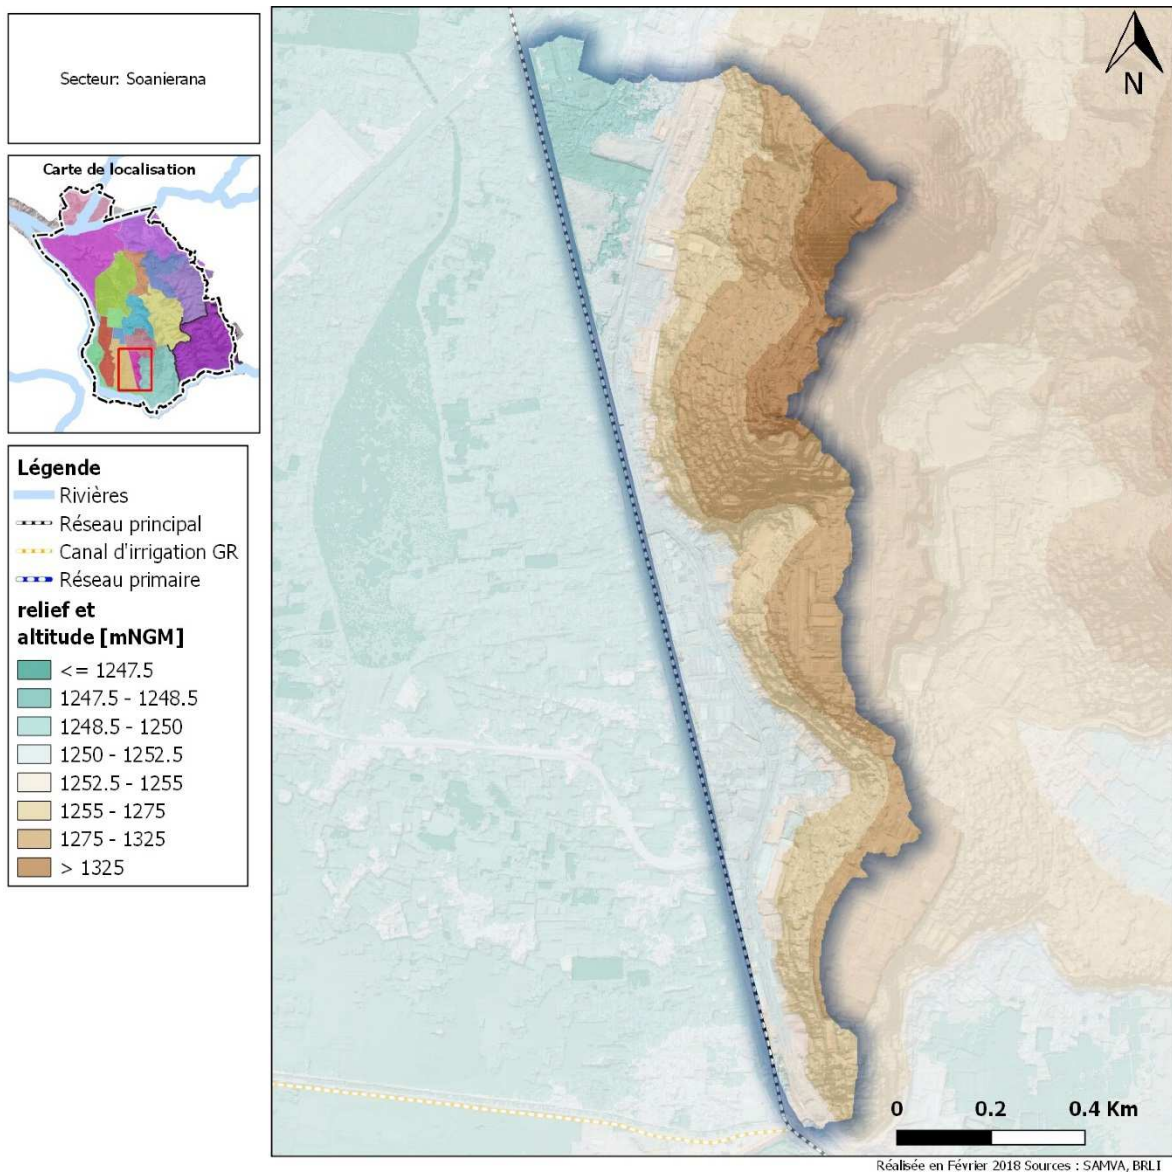 Secteur: Soanierana
Carte de localisation
Légende
Rivières
Réseau principal
Canal d'irrigation GR
Réseau primaire
relief et
altitude [mNGM]
<= 1247.5
1247.5 - 1248.5
1248.5 - 1250
1250 - 1252.5
1252.5 - 1255
1255 - 1275
1275 - 1325
> 1325
N
0 0.2 0.4 Km
Réalisée en Février 2018 Sources : SAMVA, BRLI